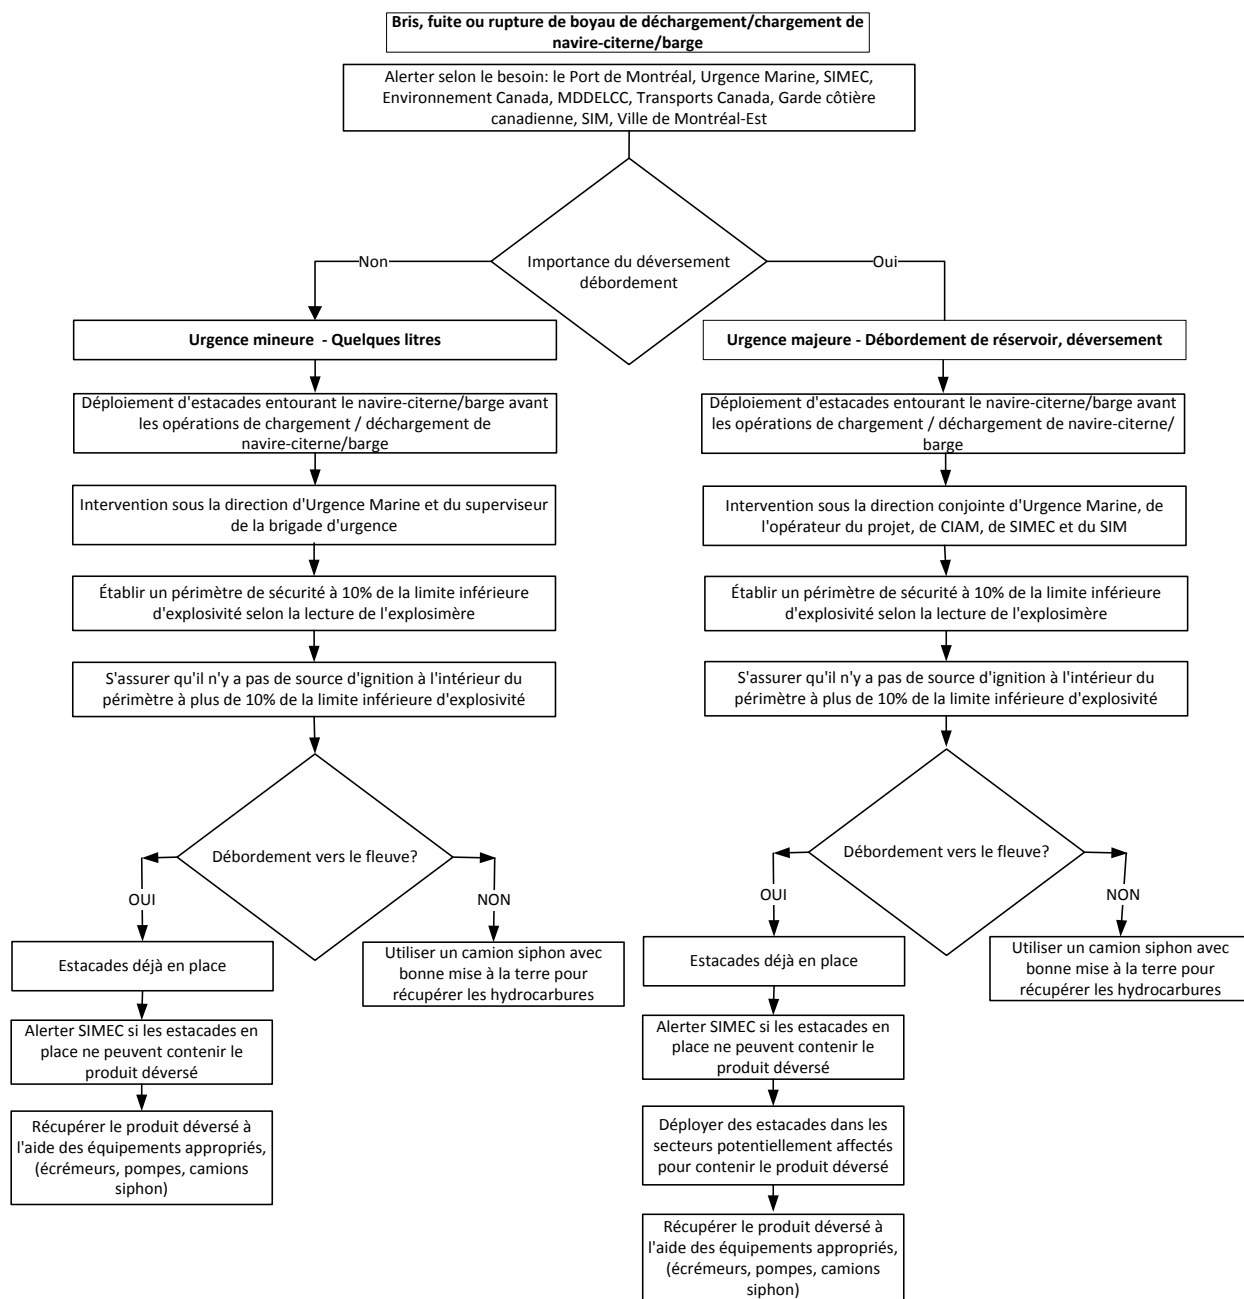 Bris, fuite ou rupture de boyau de déchargement/chargement de
navire-citerne/barge
Alerter selon le besoin: le Port de Montréal, Urgence Marine, SIMEC,
Environnement Canada, MDDELCC, Transports Canada, Garde côtière
canadienne, SIM, Ville de Montréal-Est
Importance du déversement
débordement
Non
Oui
Urgence mineure - Quelques litres
Déploiement d'estacades entourant le navire-citerne/barge avant
les opérations de chargement / déchargement de
navire-citerne/barge
Intervention sous la direction d'Urgence Marine et du superviseur
de la brigade d'urgence
Établir un périmètre de sécurité à 10% de la limite inférieure
d'explosivité selon la lecture de l'explosimère
S'assurer qu'il n'y a pas de source d'ignition à l'intérieur du
périmètre à plus de 10% de la limite inférieure d'explosivité
Débordement vers le fleuve?
OUI
NON
Estacades déjà en place
Utiliser un camion siphon avec
bonne mise à la terre pour
récupérer les hydrocarbures
Alerter SIMEC si les estacades en
place ne peuvent contenir le
produit déversé
Récupérer le produit déversé à
l'aide des équipements appropriés,
(écrémeurs, pompes, camions
siphon)
Urgence majeure - Débordement de réservoir, déversement
Déploiement d'estacades entourant le navire-citerne/barge avant
les opérations de chargement / déchargement de navire-citerne/
barge
Intervention sous la direction conjointe d'Urgence Marine, de
l'opérateur du projet, de CIAM, de SIMEC et du SIM
Établir un périmètre de sécurité à 10% de la limite inférieure
d'explosivité selon la lecture de l'explosimère
S'assurer qu'il n'y a pas de source d'ignition à l'intérieur du
périmètre à plus de 10% de la limite inférieure d'explosivité
Débordement vers le fleuve?
OUI
NON
Estacades déjà en place
Utiliser un camion siphon avec
bonne mise à la terre pour
récupérer les hydrocarbures
Alerter SIMEC si les estacades en
place ne peuvent contenir le
produit déversé
Déployer des estacades dans les
secteurs potentiellement affectés
pour contenir le produit déversé
Récupérer le produit déversé à
l'aide des équipements appropriés,
(écrémeurs, pompes, camions
siphon)